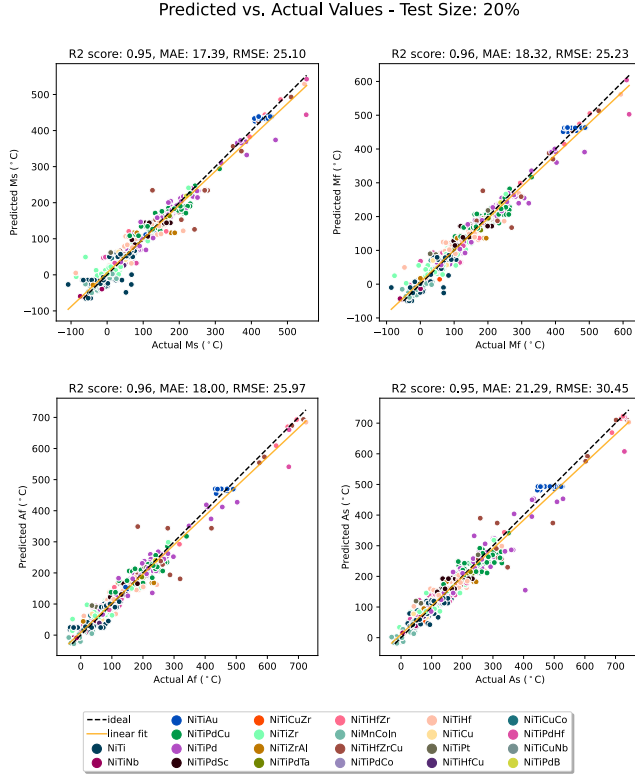 Predicted vs. Actual Values - Test Size: 20%
R2 score: 0.95, MAE: 17.39, RMSE: 25.10
500
400
300
200
100
0
−100
Predicted Ms (°C)
−100 0 100 200 300 400 500
Actual Ms (°C)
R2 score: 0.96, MAE: 18.32, RMSE: 25.23
600
500
400
300
200
100
0
−100
Predicted Mf (°C)
−100 0 100 200 300 400 500 600
Actual Mf (°C)
R2 score: 0.96, MAE: 18.00, RMSE: 25.97
700
600
500
400
300
200
100
0
Predicted Af (°C)
0 100 200 300 400 500 600 700
Actual Af (°C)
R2 score: 0.95, MAE: 21.29, RMSE: 30.45
700
600
500
400
300
200
100
0
Predicted As (°C)
0 100 200 300 400 500 600 700
Actual As (°C)
ideal
linear fit
NiTi
NiTiNb
NiTiAu
NiTiPdCu
NiTiPd
NiTiPdSc
NiTiCuZr
NiTiZr
NiTiZrAl
NiTiPdTa
NiTiHfZr
NiMnCoIn
NiTiHfZrCu
NiTiPdCo
NiTiHf
NiTiCu
NiTiPt
NiTiHfCu
NiTiCuCo
NiTiPdHf
NiTiCuNb
NiTiPdB